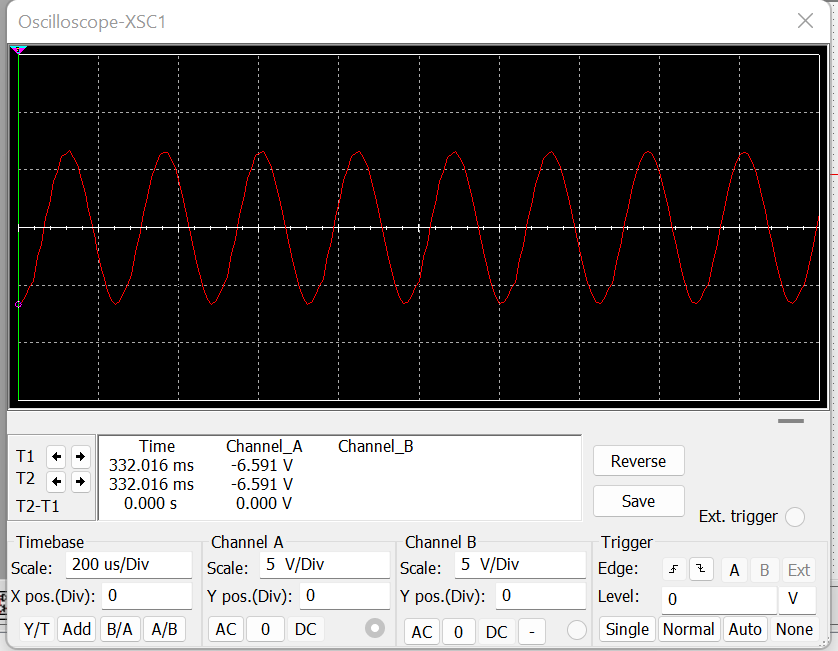 Oscilloscope-XSC1
Time Channel_A Channel_B
T1 332.016 ms -6.591 V
T2 332.016 ms -6.591 V
T2-T1 0.000 s 0.000 V
Reverse
Save
Ext. trigger
Timebase
Scale: 200 us/Div
X pos.(Div): 0
Y/T Add B/A A/B
Channel A
Scale: 5 V/Div
Y pos.(Div): 0
AC 0 DC
Channel B
Scale: 5 V/Div
Y pos.(Div): 0
AC 0 DC -
Trigger
Edge: A B Ext
Level: 0 V
Single Normal Auto None